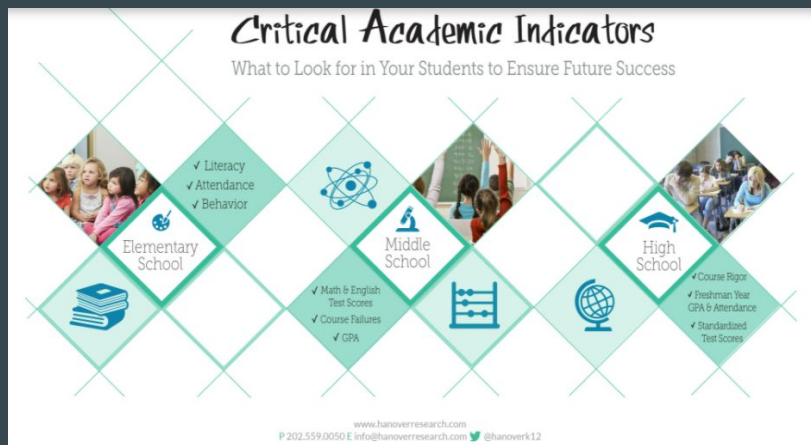 Critical Academic Indicators
What to Look for in Your Students to Ensure Future Success
✓ Literacy
✓ Attendance
✓ Behavior
Elementary
School
Middle
School
✓ Math & English
Test Scores
✓ Course Failures
✓ GPA
High
School
✓ Course Rigor
✓ Freshman Year
GPA & Attendance
✓ Standardized
Test Scores
www.hanoverresearch.com
P 202.559.0050 E info@hanoverresearch.com @hanoverk12